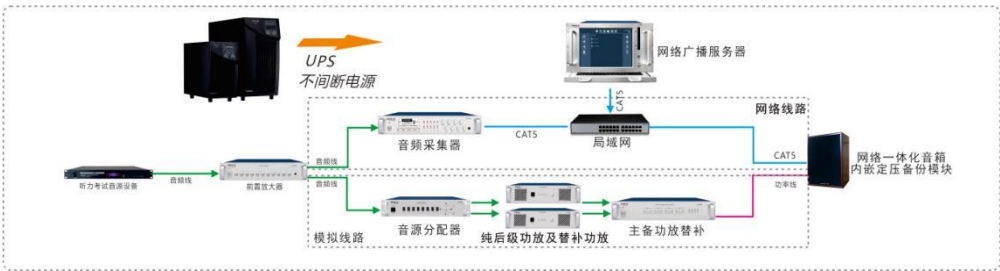 UPS
不间断电源
网络广播服务器
CAT5
网络线路
音频采集器
CAT5
局域网
CAT5
网络一体化音箱
内嵌定压备份模块
音频线
听力考试音源设备
音频线
前置放大器
音频线
功率线
模拟线路
音源分配器
纯后级功放及替补功放
主备功放替补